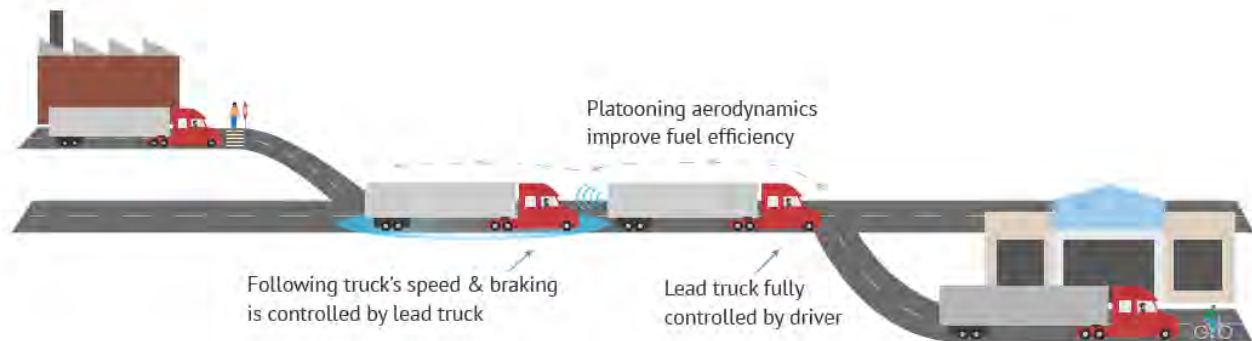 Platooning aerodynamics
improve fuel efficiency
Following truck's speed & braking
is controlled by lead truck
Lead truck fully
controlled by driver